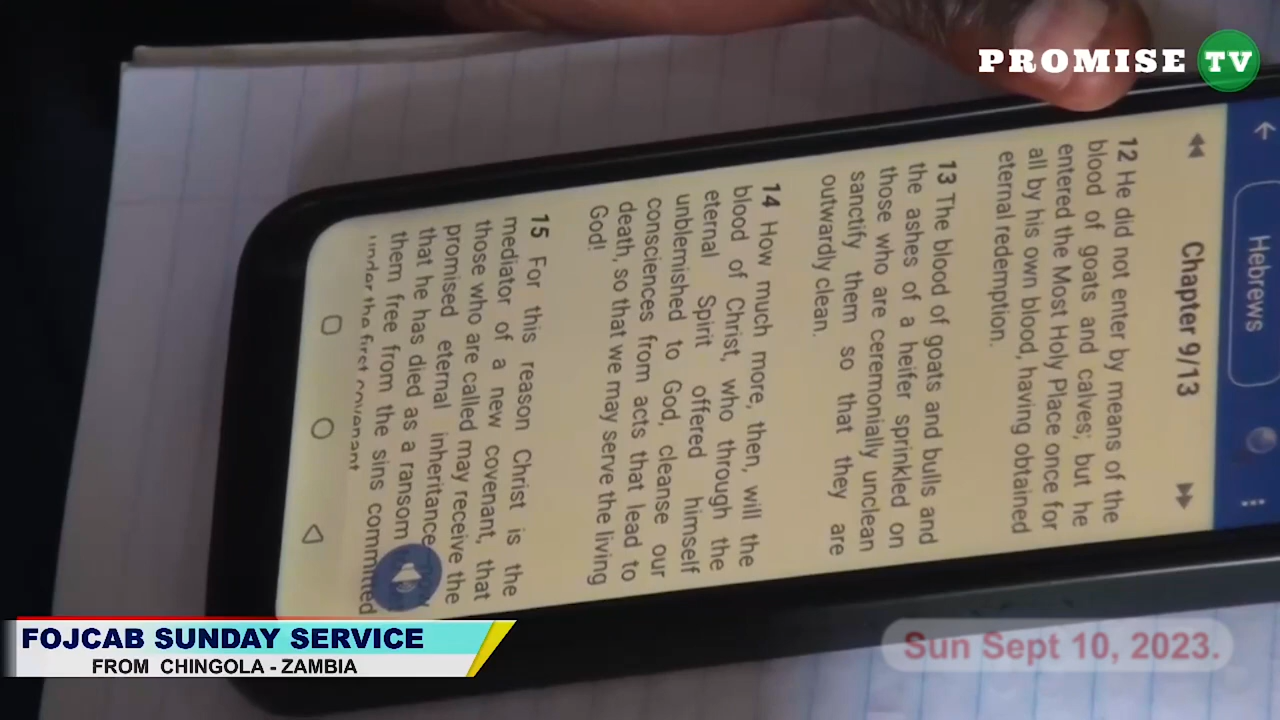 PROMISE TV
Hebrews
Chapter 9/13
12 He did not enter by means of the
blood of goats and calves; but he
entered the Most Holy Place once for
all by his own blood, having obtained
eternal redemption.
13 The blood of goats and bulls and
the ashes of a heifer sprinkled on
those who are ceremonially unclean
sanctify them so that they are
outwardly clean.
14 How much more, then, will the
blood of Christ, who through the
eternal Spirit offered himself
unblemished to God, cleanse our
consciences from acts that lead to
death, so that we may serve the living
God!
15 For this reason Christ is the
mediator of a new covenant, that
those who are called may receive the
promised eternal inheritance
that he has died as a ransom
them free from the sins committed
under the first covenant
FOJCAB SUNDAY SERVICE
FROM CHINGOLA - ZAMBIA
Sun Sept 10, 2023.